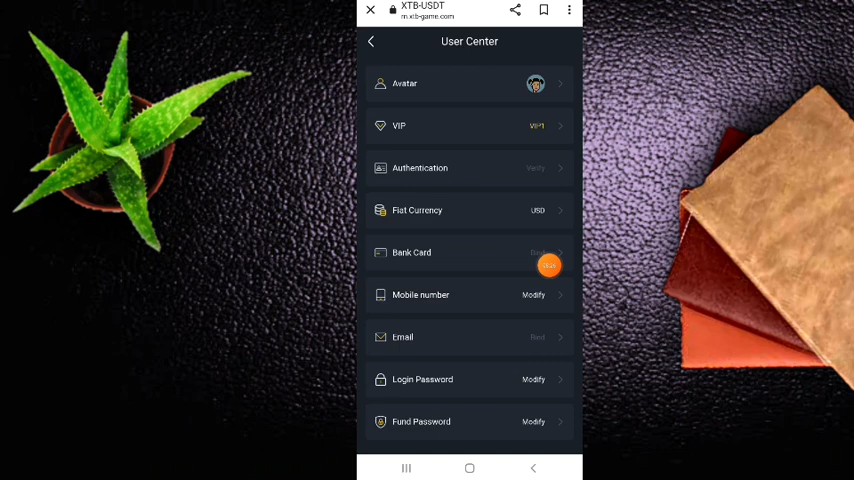 XTB-USDT
m.xtb-game.com
User Center
Avatar
VIP VIP1
Authentication Verify
Fiat Currency USD
Bank Card
Mobile number Modify
Email Bind
Login Password Modify
Fund Password Modify